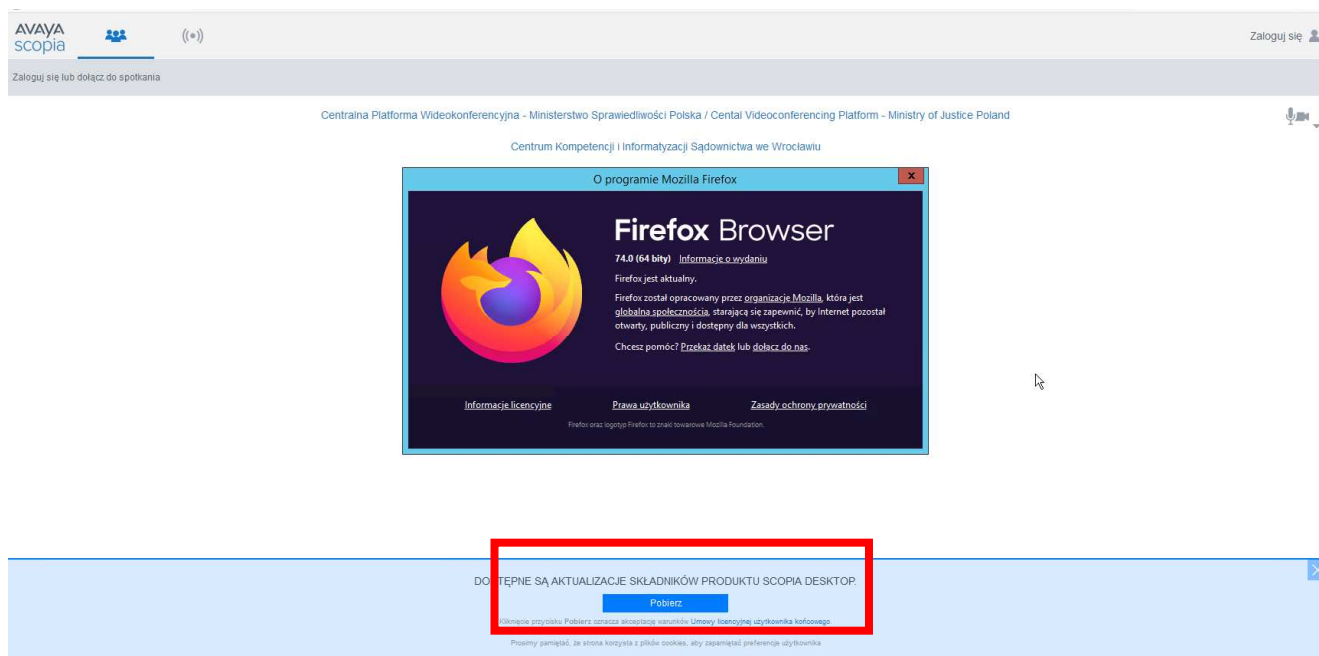 AVAYA
scopia
Zaloguj się
Zaloguj się lub dołącz do spotkania
Centralna Platforma Wideokonferencyjna - Ministerstwo Sprawiedliwości Polska / Cental Videoconferencing Platform - Ministry of Justice Poland
Centrum Kompetencji i Informatyzacji Sądownictwa we Wrocławiu
O programie Mozilla Firefox
x
Firefox Browser
74.0 (64 bity) Informacje o wydaniu
Firefox jest aktualny.
Firefox został opracowany przez organizację Mozilla, która jest
globalną społecznością, starającą się zapewnić, by Internet pozostał
otwarty, publiczny i dostępny dla wszystkich.
Chcesz pomóc? Przekaż datek lub dołącz do nas.
Informacje licencyjne Prawa użytkownika Zasady ochrony prywatności
Firefox oraz logotyp Firefox to znaki towarowe Mozilla Foundation.
DOSTĘPNE SĄ AKTUALIZACJE SKŁADNIKÓW PRODUKTU SCOPIA DESKTOP.
Pobierz
Kliknięcie przycisku Pobierz oznacza akceptację warunków Umowy licencyjnej użytkownika końcowego.
Prosimy pamiętać, że strona korzysta z plików cookies, aby zapamiętać preferencje użytkownika